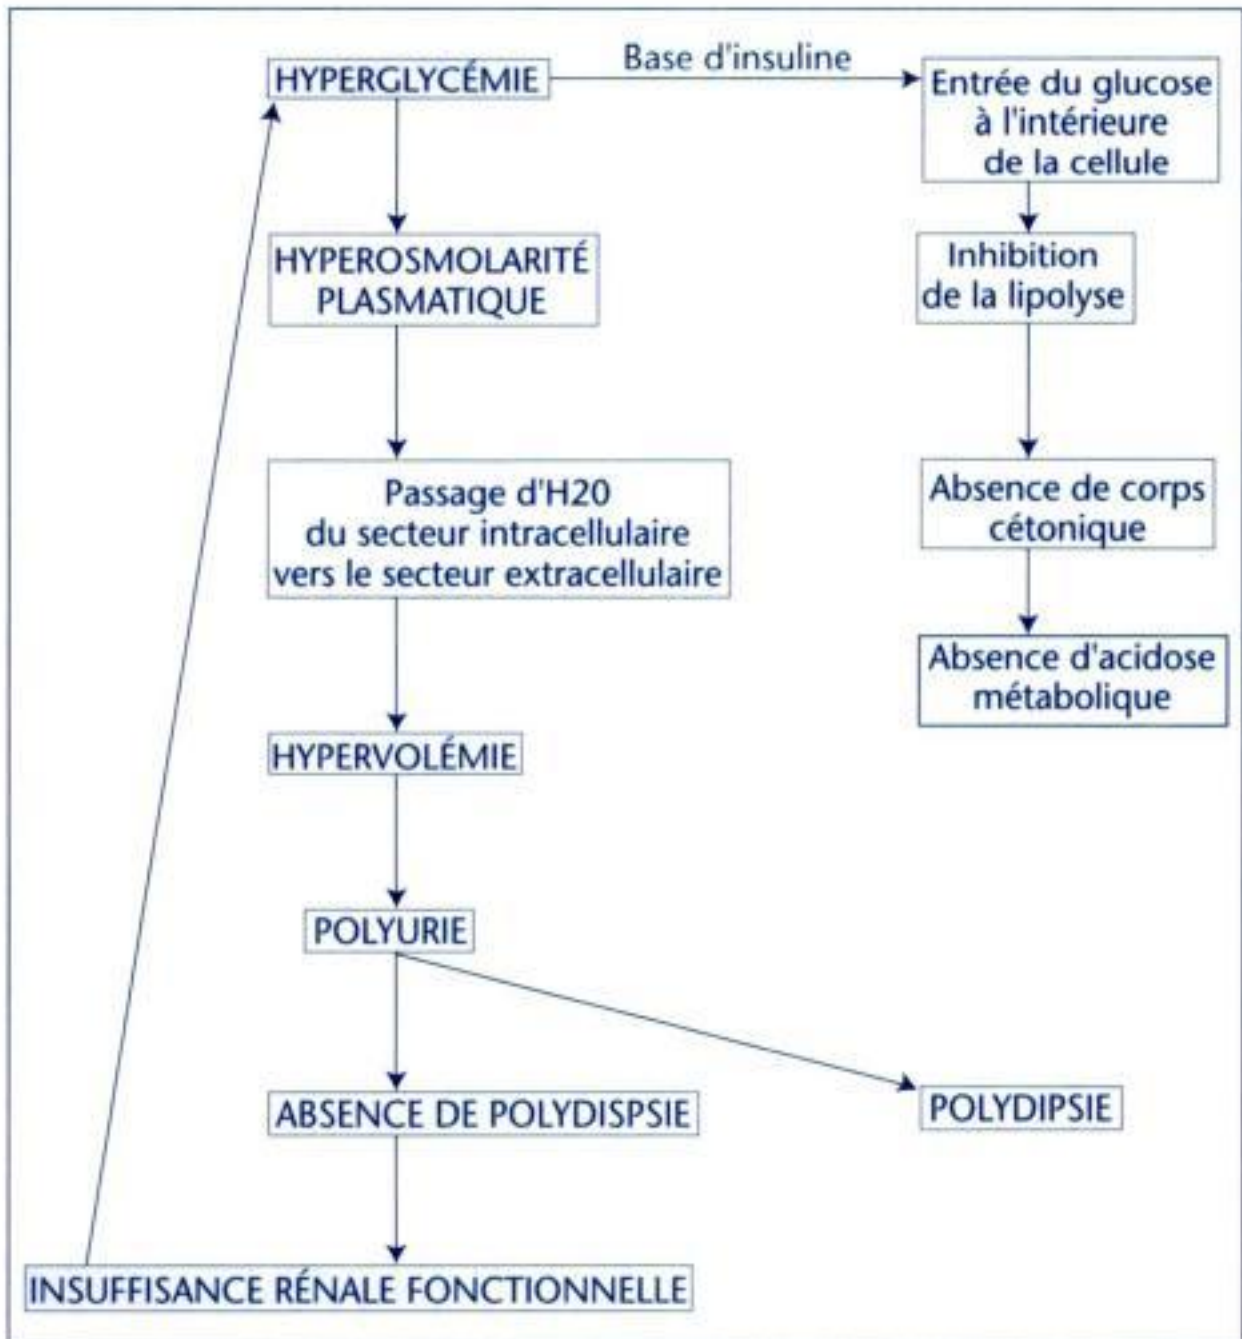 HYPERGLYCÉMIE
Base d'insuline
Entrée du glucose
à l'intérieure
de la cellule
HYPEROSMOLARITÉ
PLASMATIQUE
Inhibition
de la lipolyse
Passage d'H20
du secteur intracellulaire
vers le secteur extracellulaire
Absence de corps
cétonique
Absence d'acidose
métabolique
HYPERVOLÉMIE
POLYURIE
ABSENCE DE POLYDISPSIE
POLYDIPSIE
INSUFFISANCE RÉNALE FONCTIONNELLE